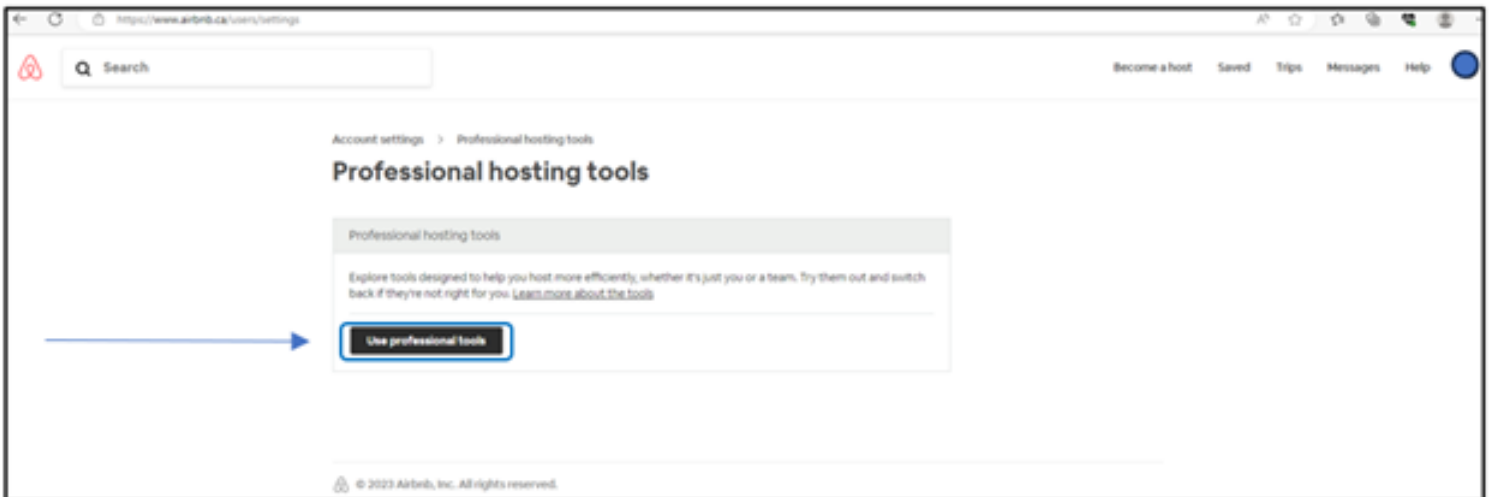 https://www.airbnb.ca/users/settings
Search
Become a host Saved Trips Messages Help
Account settings > Professional hosting tools
Professional hosting tools
Professional hosting tools
Explore tools designed to help you host more efficiently, whether it's just you or a team. Try them out and switch
back if they're not right for you. Learn more about the tools
Use professional tools
© 2023 Airbnb, Inc. All rights reserved.